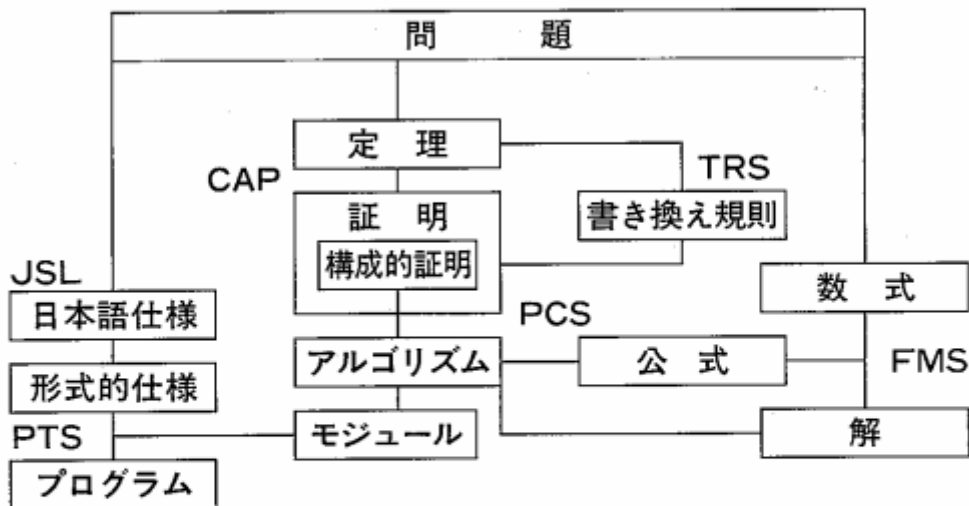 問 題
定 理
CAP
TRS
証 明
書き換え規則
構成的証明
JSL
日本語仕様
数 式
PCS
アルゴリズム
公 式
FMS
形式的仕様
モジュール
解
PTS
プログラム